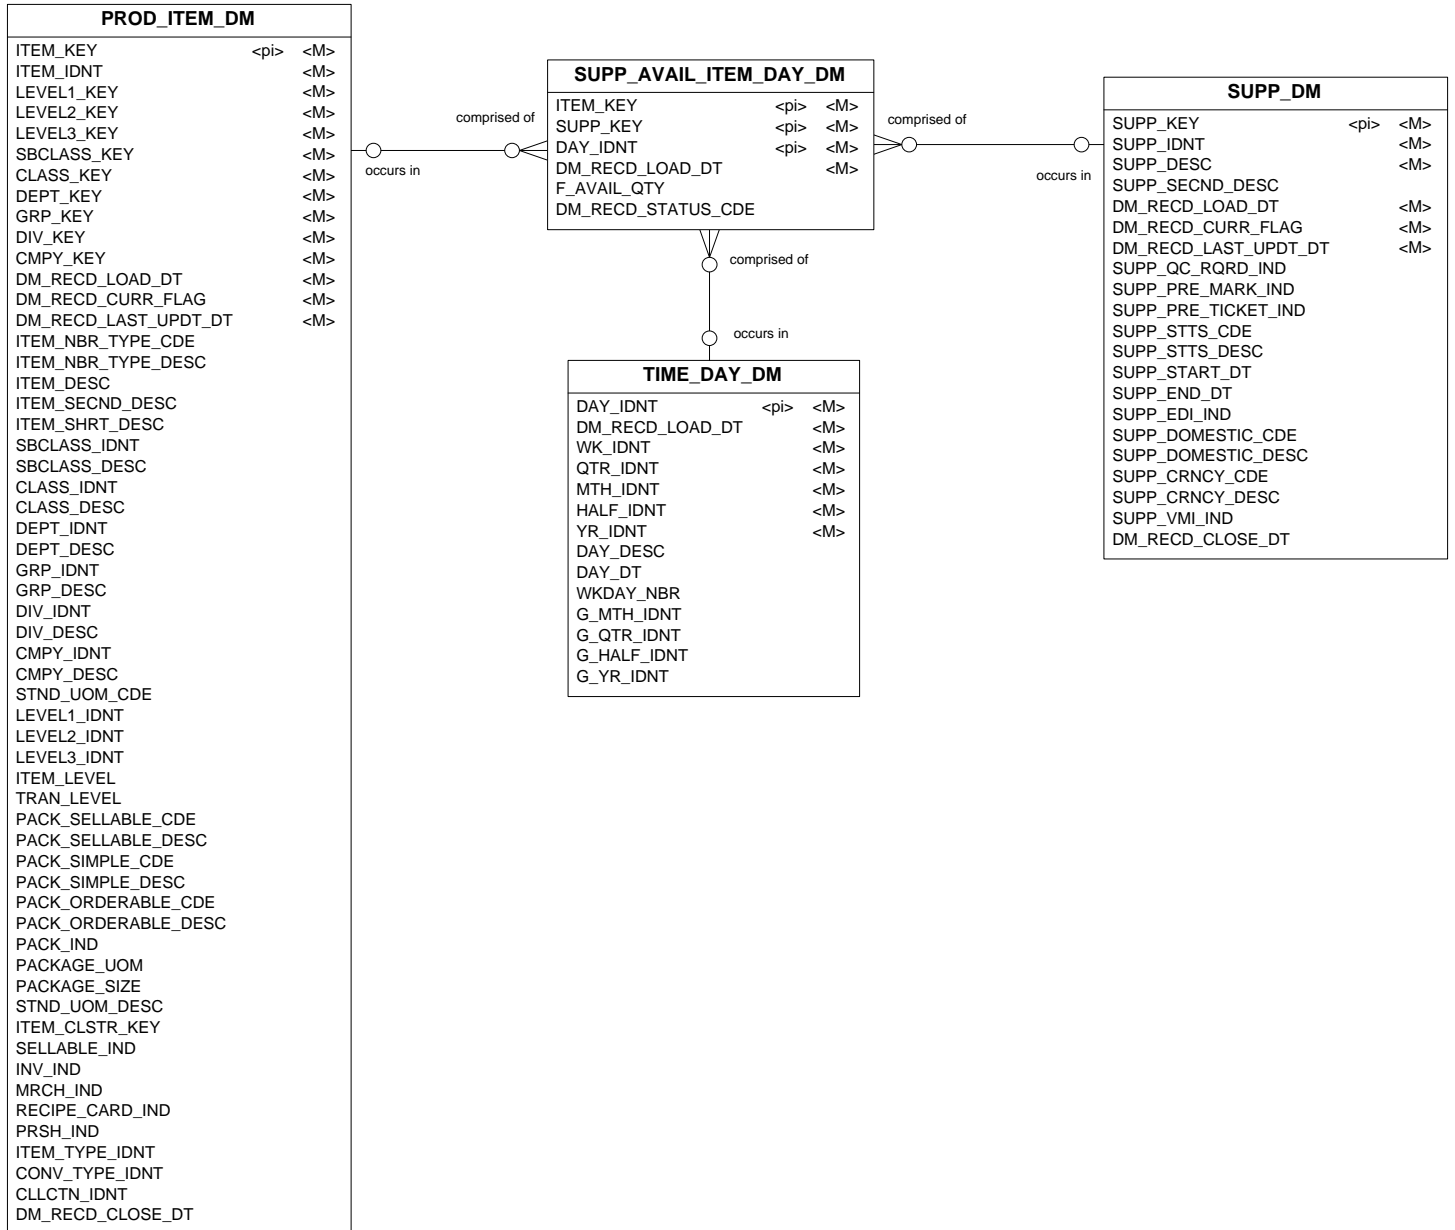 PROD_ITEM_DM
ITEM_KEY <pi> <M>
ITEM_IDNT <M>
LEVEL1_KEY <M>
LEVEL2_KEY <M>
LEVEL3_KEY <M>
SBCLASS_KEY <M>
CLASS_KEY <M>
DEPT_KEY <M>
GRP_KEY <M>
DIV_KEY <M>
CMPY_KEY <M>
DM_RECD_LOAD_DT <M>
DM_RECD_CURR_FLAG <M>
DM_RECD_LAST_UPDT_DT <M>
ITEM_NBR_TYPE_CDE
ITEM_NBR_TYPE_DESC
ITEM_DESC
ITEM_SECND_DESC
ITEM_SHRT_DESC
SBCLASS_IDNT
SBCLASS_DESC
CLASS_IDNT
CLASS_DESC
DEPT_IDNT
DEPT_DESC
GRP_IDNT
GRP_DESC
DIV_IDNT
DIV_DESC
CMPY_IDNT
CMPY_DESC
STND_UOM_CDE
LEVEL1_IDNT
LEVEL2_IDNT
LEVEL3_IDNT
ITEM_LEVEL
TRAN_LEVEL
PACK_SELLABLE_CDE
PACK_SELLABLE_DESC
PACK_SIMPLE_CDE
PACK_SIMPLE_DESC
PACK_ORDERABLE_CDE
PACK_ORDERABLE_DESC
PACK_IND
PACKAGE_UOM
PACKAGE_SIZE
STND_UOM_DESC
ITEM_CLSTR_KEY
SELLABLE_IND
INV_IND
MRCH_IND
RECIPE_CARD_IND
PRSH_IND
ITEM_TYPE_IDNT
CONV_TYPE_IDNT
CLLCTN_IDNT
DM_RECD_CLOSE_DT
comprised of
occurs in
SUPP_AVAIL_ITEM_DAY_DM
ITEM_KEY <pi> <M>
SUPP_KEY <pi> <M>
DAY_IDNT <pi> <M>
DM_RECD_LOAD_DT <M>
F_AVAIL_QTY
DM_RECD_STATUS_CDE
comprised of
occurs in
TIME_DAY_DM
DAY_IDNT <pi> <M>
DM_RECD_LOAD_DT <M>
WK_IDNT <M>
QTR_IDNT <M>
MTH_IDNT <M>
HALF_IDNT <M>
YR_IDNT <M>
DAY_DESC
DAY_DT
WKDAY_NBR
G_MTH_IDNT
G_QTR_IDNT
G_HALF_IDNT
G_YR_IDNT
comprised of
occurs in
SUPP_DM
SUPP_KEY <pi> <M>
SUPP_IDNT <M>
SUPP_DESC <M>
SUPP_SECND_DESC
DM_RECD_LOAD_DT <M>
DM_RECD_CURR_FLAG <M>
DM_RECD_LAST_UPDT_DT <M>
SUPP_QC_RQRD_IND
SUPP_PRE_MARK_IND
SUPP_PRE_TICKET_IND
SUPP_STTS_CDE
SUPP_STTS_DESC
SUPP_START_DT
SUPP_END_DT
SUPP_EDI_IND
SUPP_DOMESTIC_CDE
SUPP_DOMESTIC_DESC
SUPP_CRNCY_CDE
SUPP_CRNCY_DESC
SUPP_VMI_IND
DM_RECD_CLOSE_DT